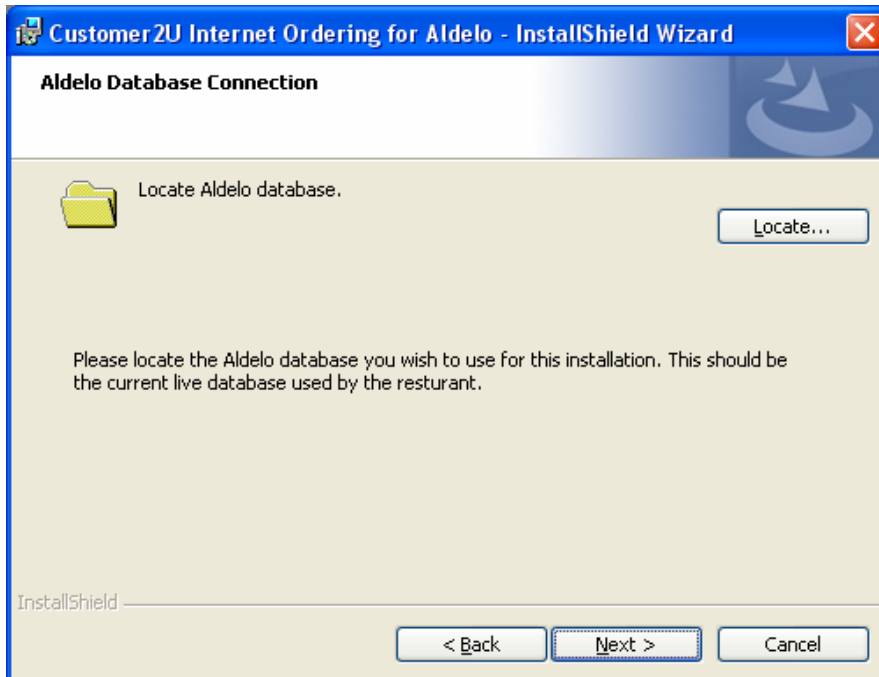 Customer2U Internet Ordering for Aldelo - InstallShield Wizard
Aldelo Database Connection
Locate Aldelo database.
Locate...
Please locate the Aldelo database you wish to use for this installation. This should be
the current live database used by the resturant.
InstallShield
< Back
Next >
Cancel